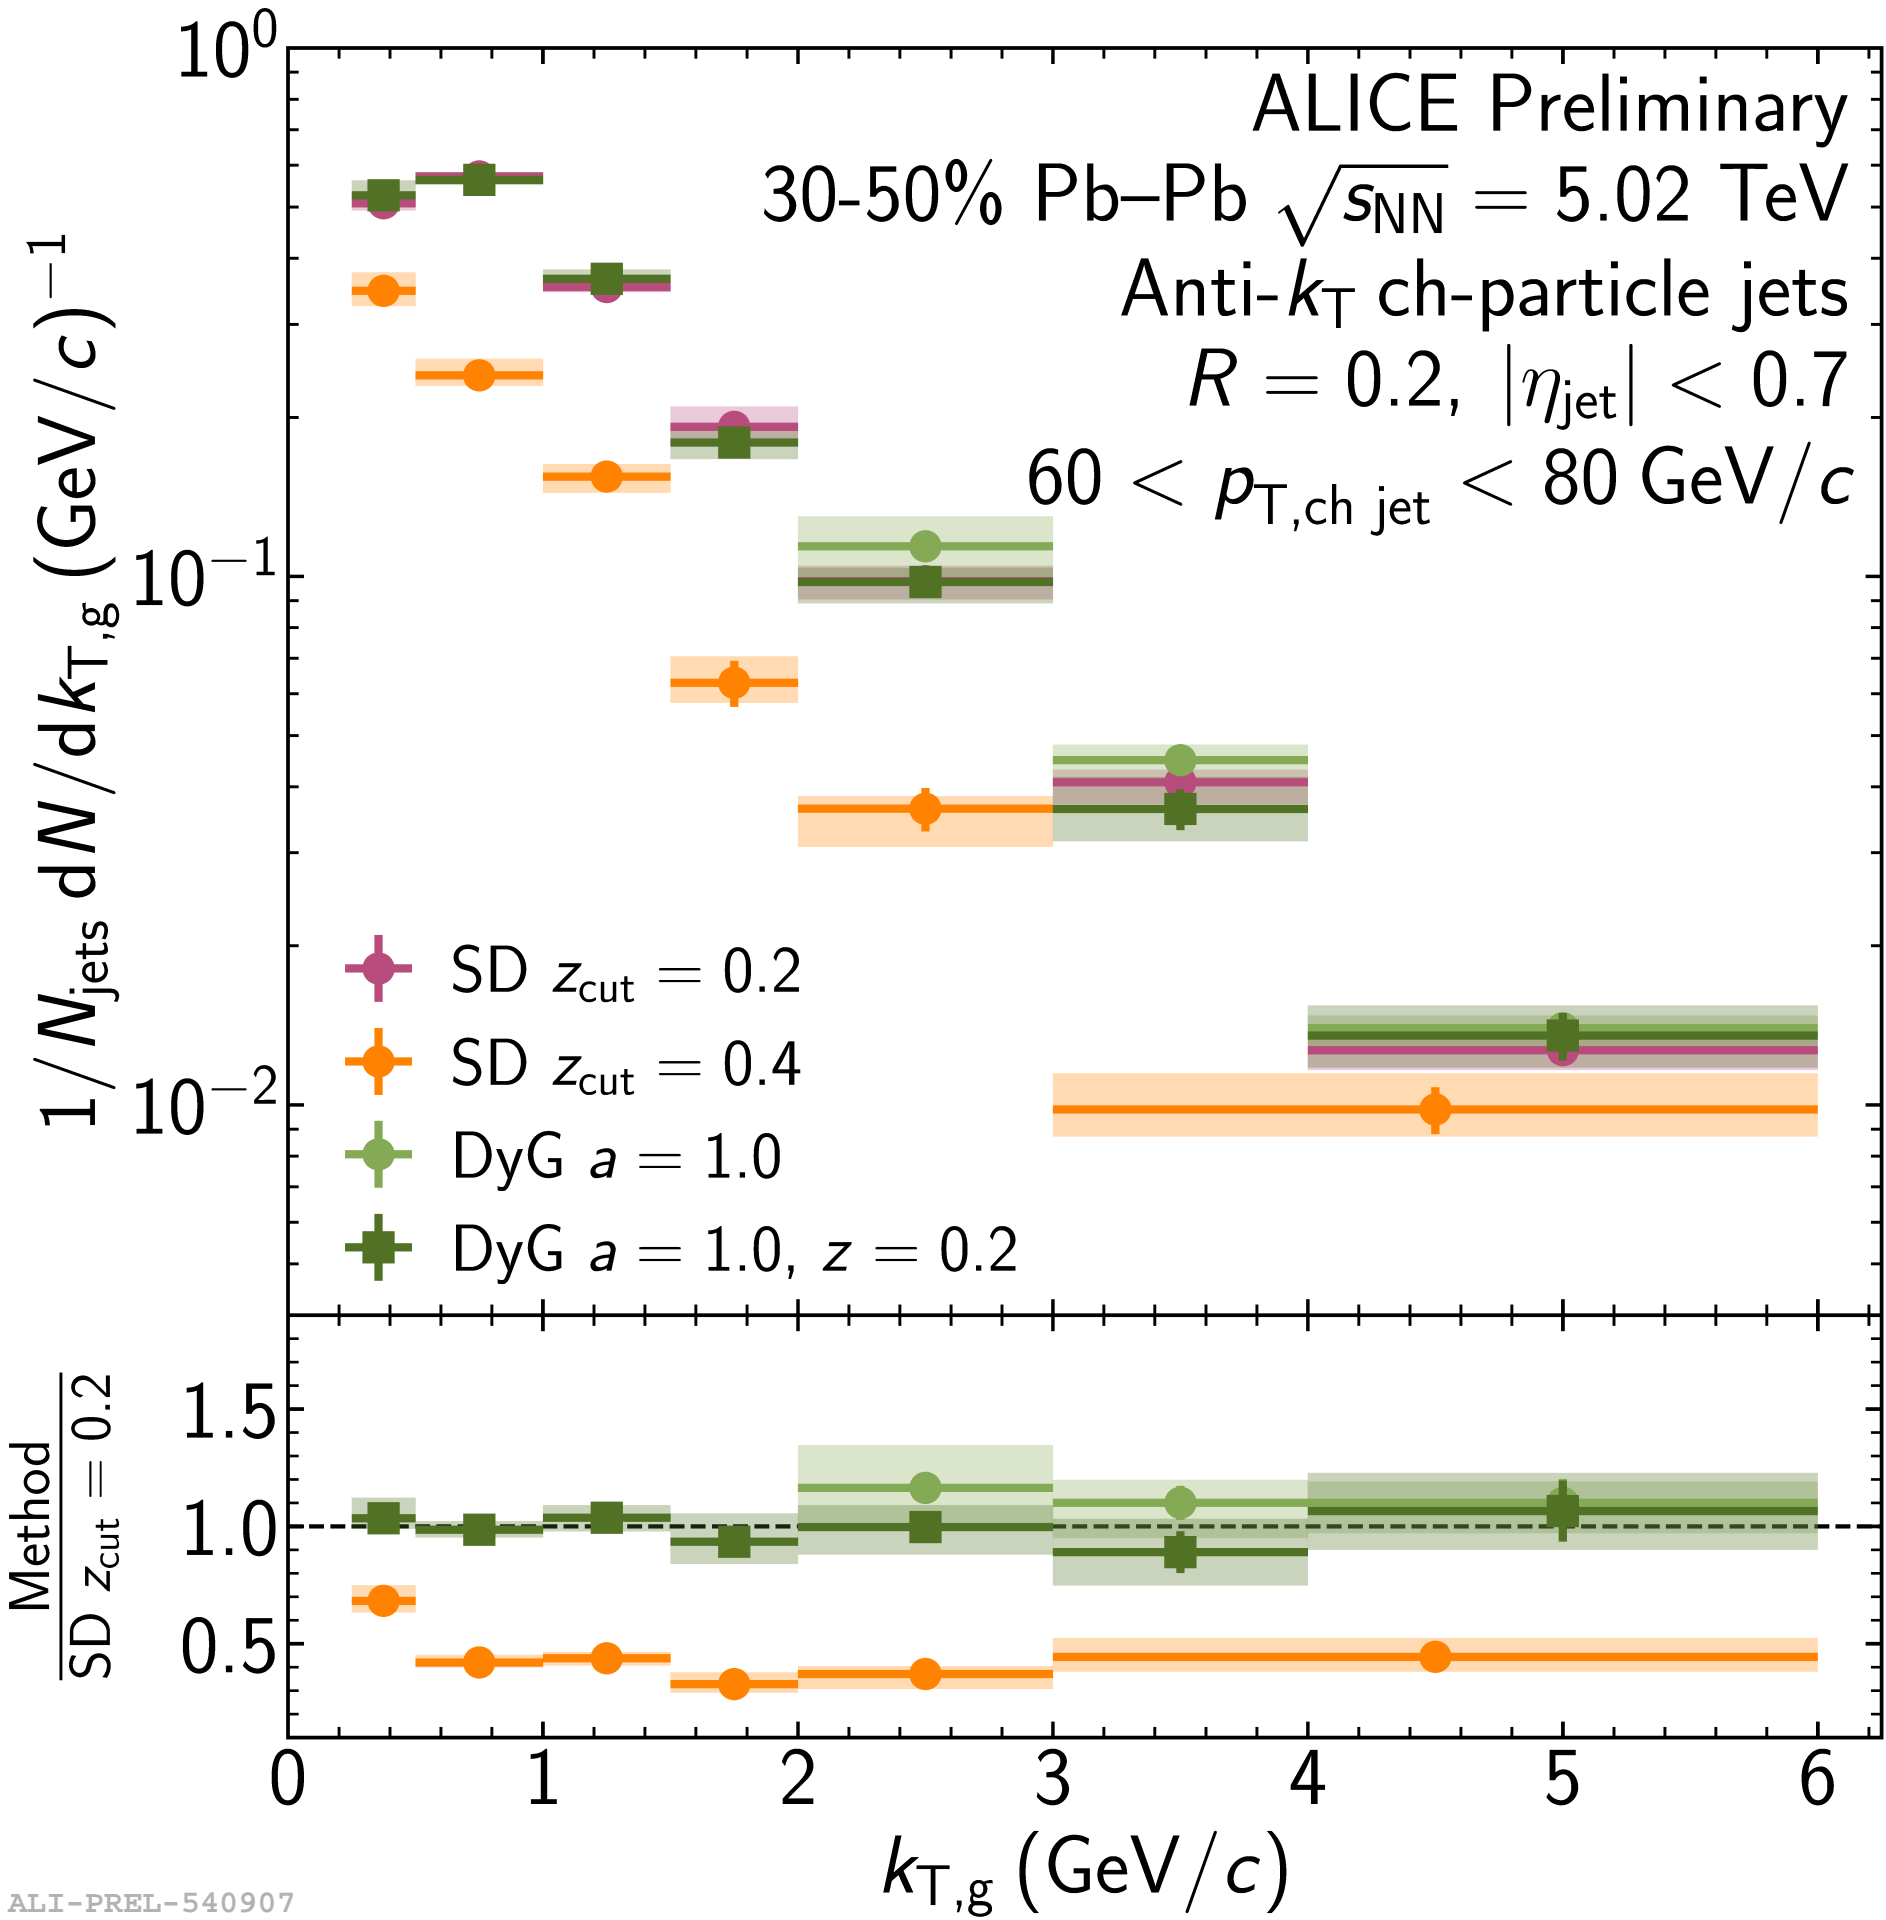 10⁰
ALICE Preliminary
30-50% Pb–Pb √sNN = 5.02 TeV
Anti-kT ch-particle jets
R = 0.2, |ηjet| < 0.7
60 < pT,ch jet < 80 GeV/c
1/Njets dN/dkT,g (GeV/c)⁻¹
10⁻¹
10⁻²
SD zcut = 0.2
SD zcut = 0.4
DyG a = 1.0
DyG a = 1.0, z = 0.2
Method
SD zcut = 0.2
1.5
1.0
0.5
0 1 2 3 4 5 6
kT,g (GeV/c)
ALI-PREL-540907